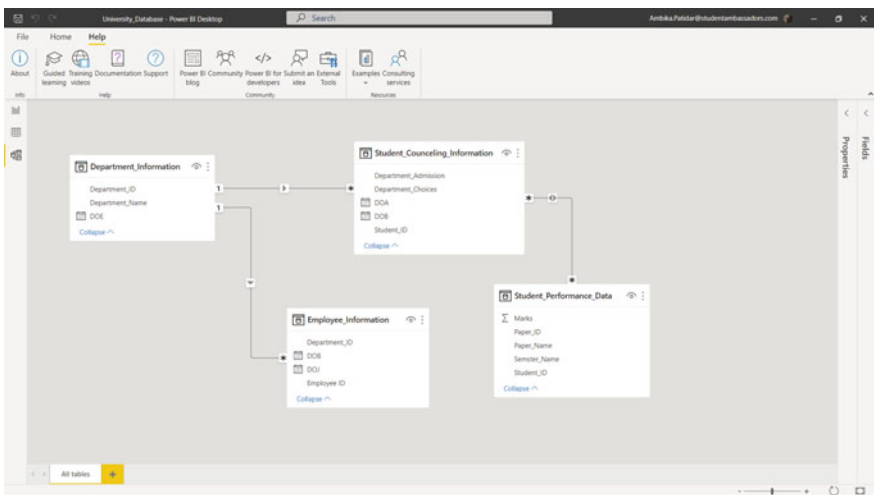 University_Database - Power BI Desktop
Search
Ambika.Patidar@studentambassadors.com
File Home Help
About
Guided learning
Training videos
Documentation
Support
Power BI blog
Community
Power BI for developers
Submit an idea
External Tools
Examples
Consulting services
Info
Help
Community
Resources
Department_Information
Department_ID
Department_Name
DOE
Collapse
1
1
*
Student_Counceling_Information
Department_Admission
Department_Choices
DOA
DOB
Student_ID
Collapse
*
*
Employee_Information
Department_ID
DOB
DOJ
Employee ID
Collapse
*
Student_Performance_Data
Σ Marks
Paper_ID
Paper_Name
Semster_Name
Student_ID
Collapse
Properties
Fields
All tables
+